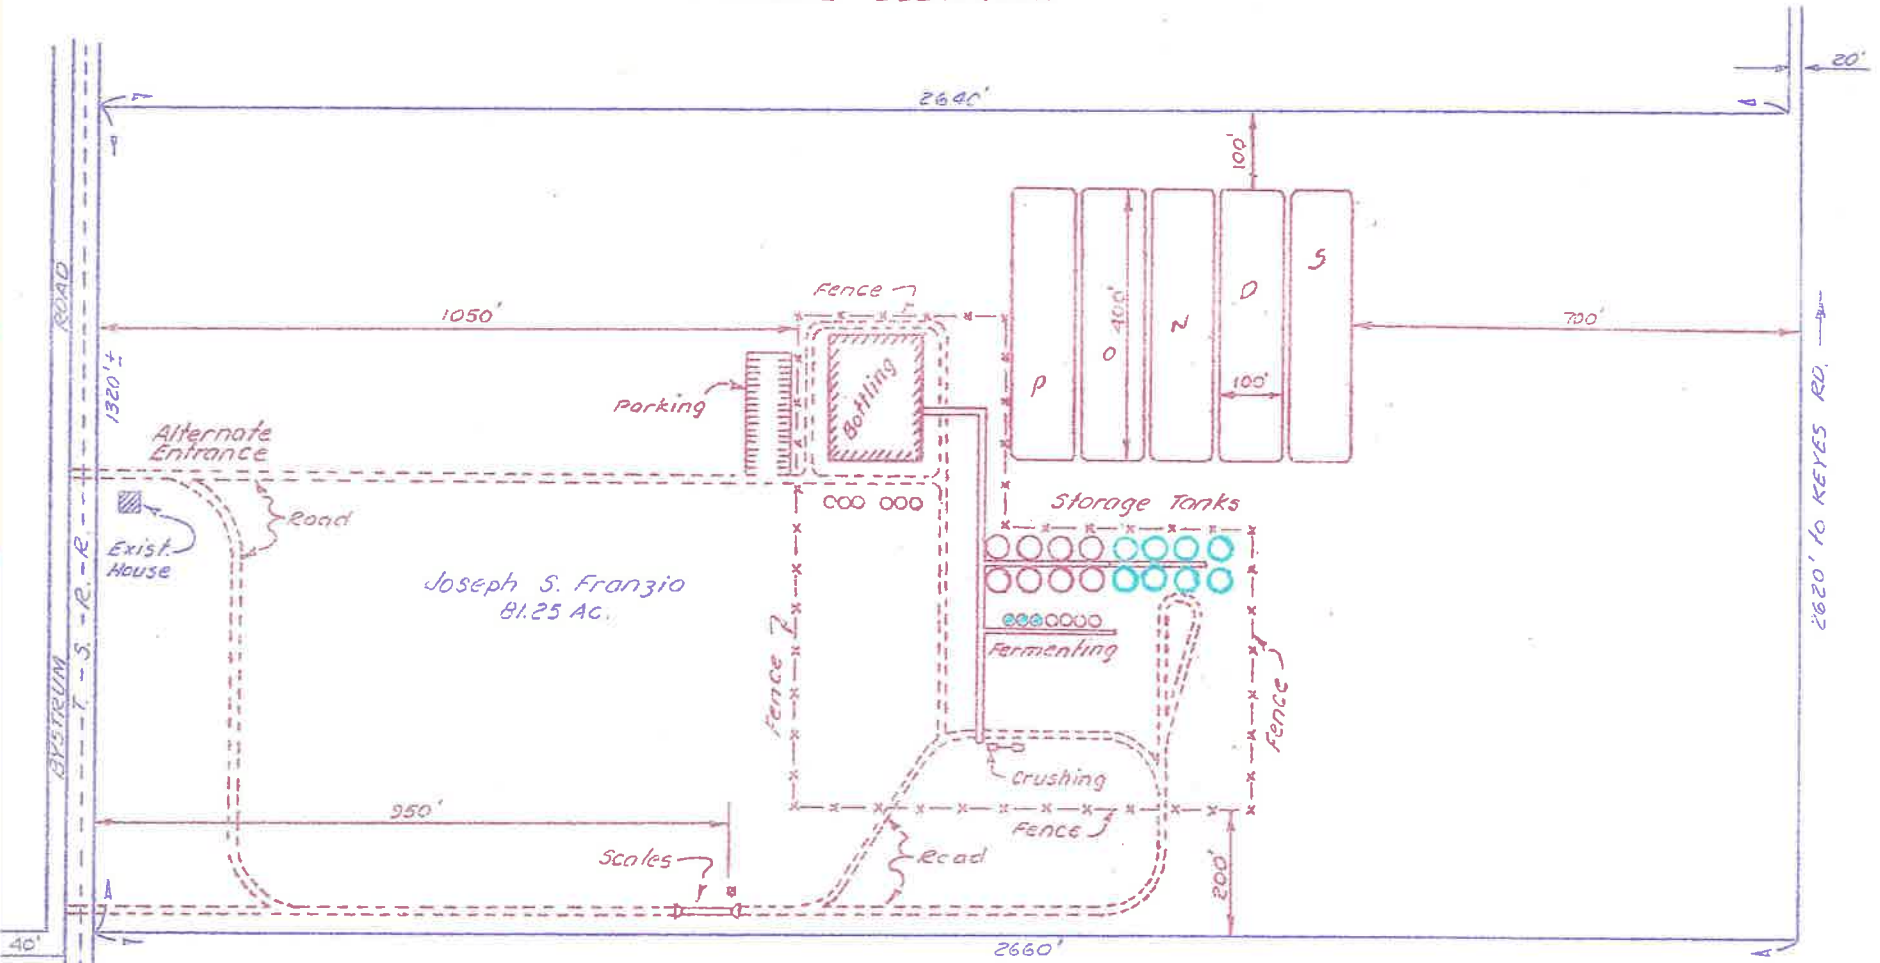 20'
2640'
100'
Fence
1050'
700'
BYSTRUM ROAD
T.-S.-R.-R.
1320'±
Parking
Bottling
P O N D S
400'
100'
2620' to KEYES RD.
Alternate
Entrance
Road
Storage Tanks
Exist.
House
Joseph S. Franzia
81.25 AC.
Fence
Fermenting
Fence
Crushing
950'
Fence
Scales
Road
200'
40'
2660'